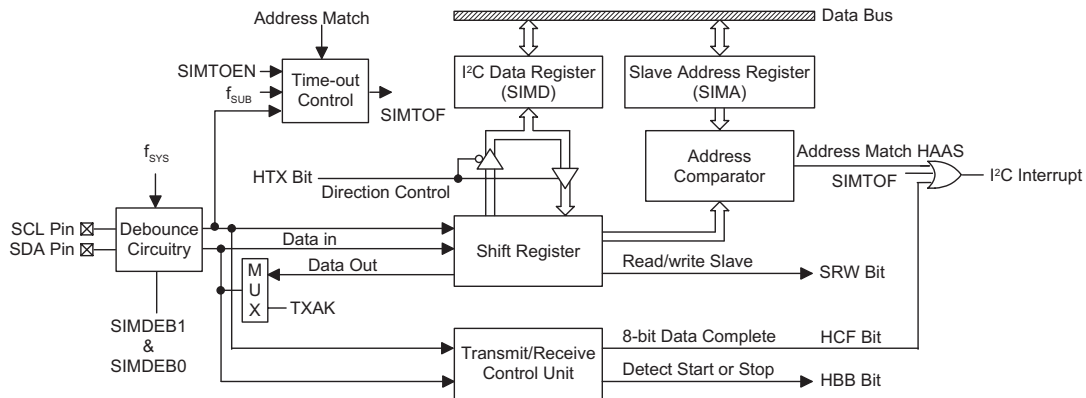 Address Match
Data Bus
SIMTOEN
fSUB
Time-out
Control
SIMTOF
I²C Data Register
(SIMD)
Slave Address Register
(SIMA)
fSYS
HTX Bit
Direction Control
Address
Comparator
Address Match HAAS
SIMTOF
I²C Interrupt
SCL Pin
SDA Pin
Debounce
Circuitry
Data in
Data Out
Shift Register
Read/write Slave
SRW Bit
M
U
X
TXAK
SIMDEB1
&
SIMDEB0
Transmit/Receive
Control Unit
8-bit Data Complete
HCF Bit
Detect Start or Stop
HBB Bit